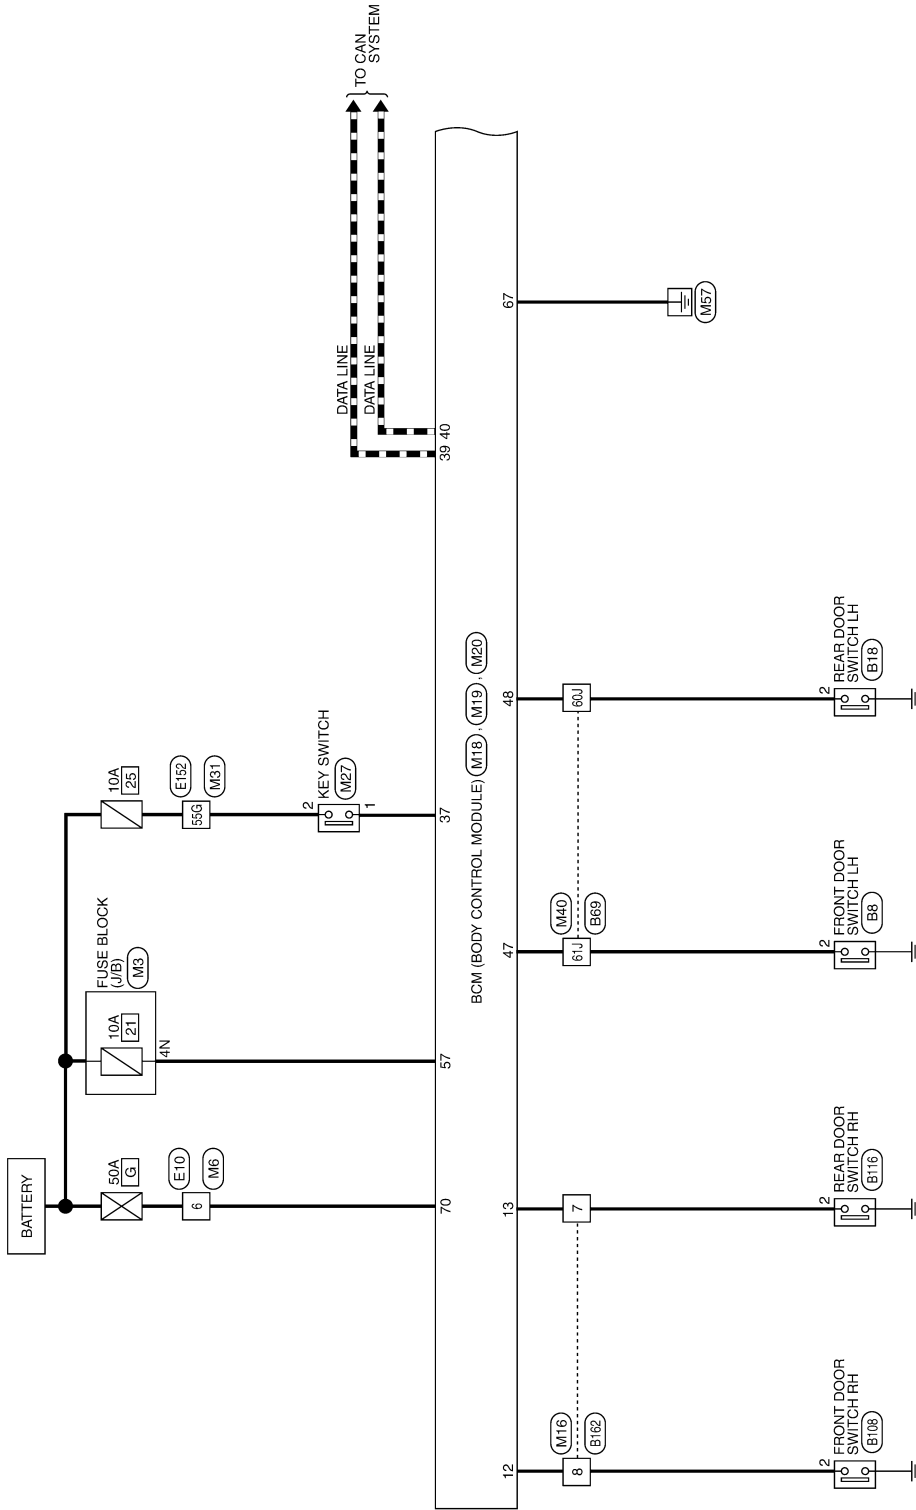 BATTERY
50A
G
E10
M6
6
70
FUSE BLOCK
(J/B)
M3
10A
21
4N
57
10A
25
E152
M31
55G
KEY SWITCH
M27
2
1
37
DATA LINE
DATA LINE
TO CAN
SYSTEM
39 40
BCM (BODY CONTROL MODULE) M18 , M19 , M20
12
M16
B162
8
2
FRONT DOOR
SWITCH RH
B108
13
7
2
REAR DOOR
SWITCH RH
B116
47
M40
B69
61J
2
FRONT DOOR
SWITCH LH
B8
48
60J
2
REAR DOOR
SWITCH LH
B18
67
M57